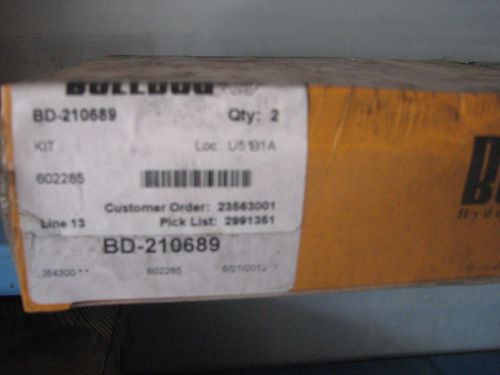 BULLDOG
BD-210689 Qty: 2
KIT Loc: U51B1A
602285
Customer Order: 23563001
Line 13 Pick List: 2991351
BD-210689
602285